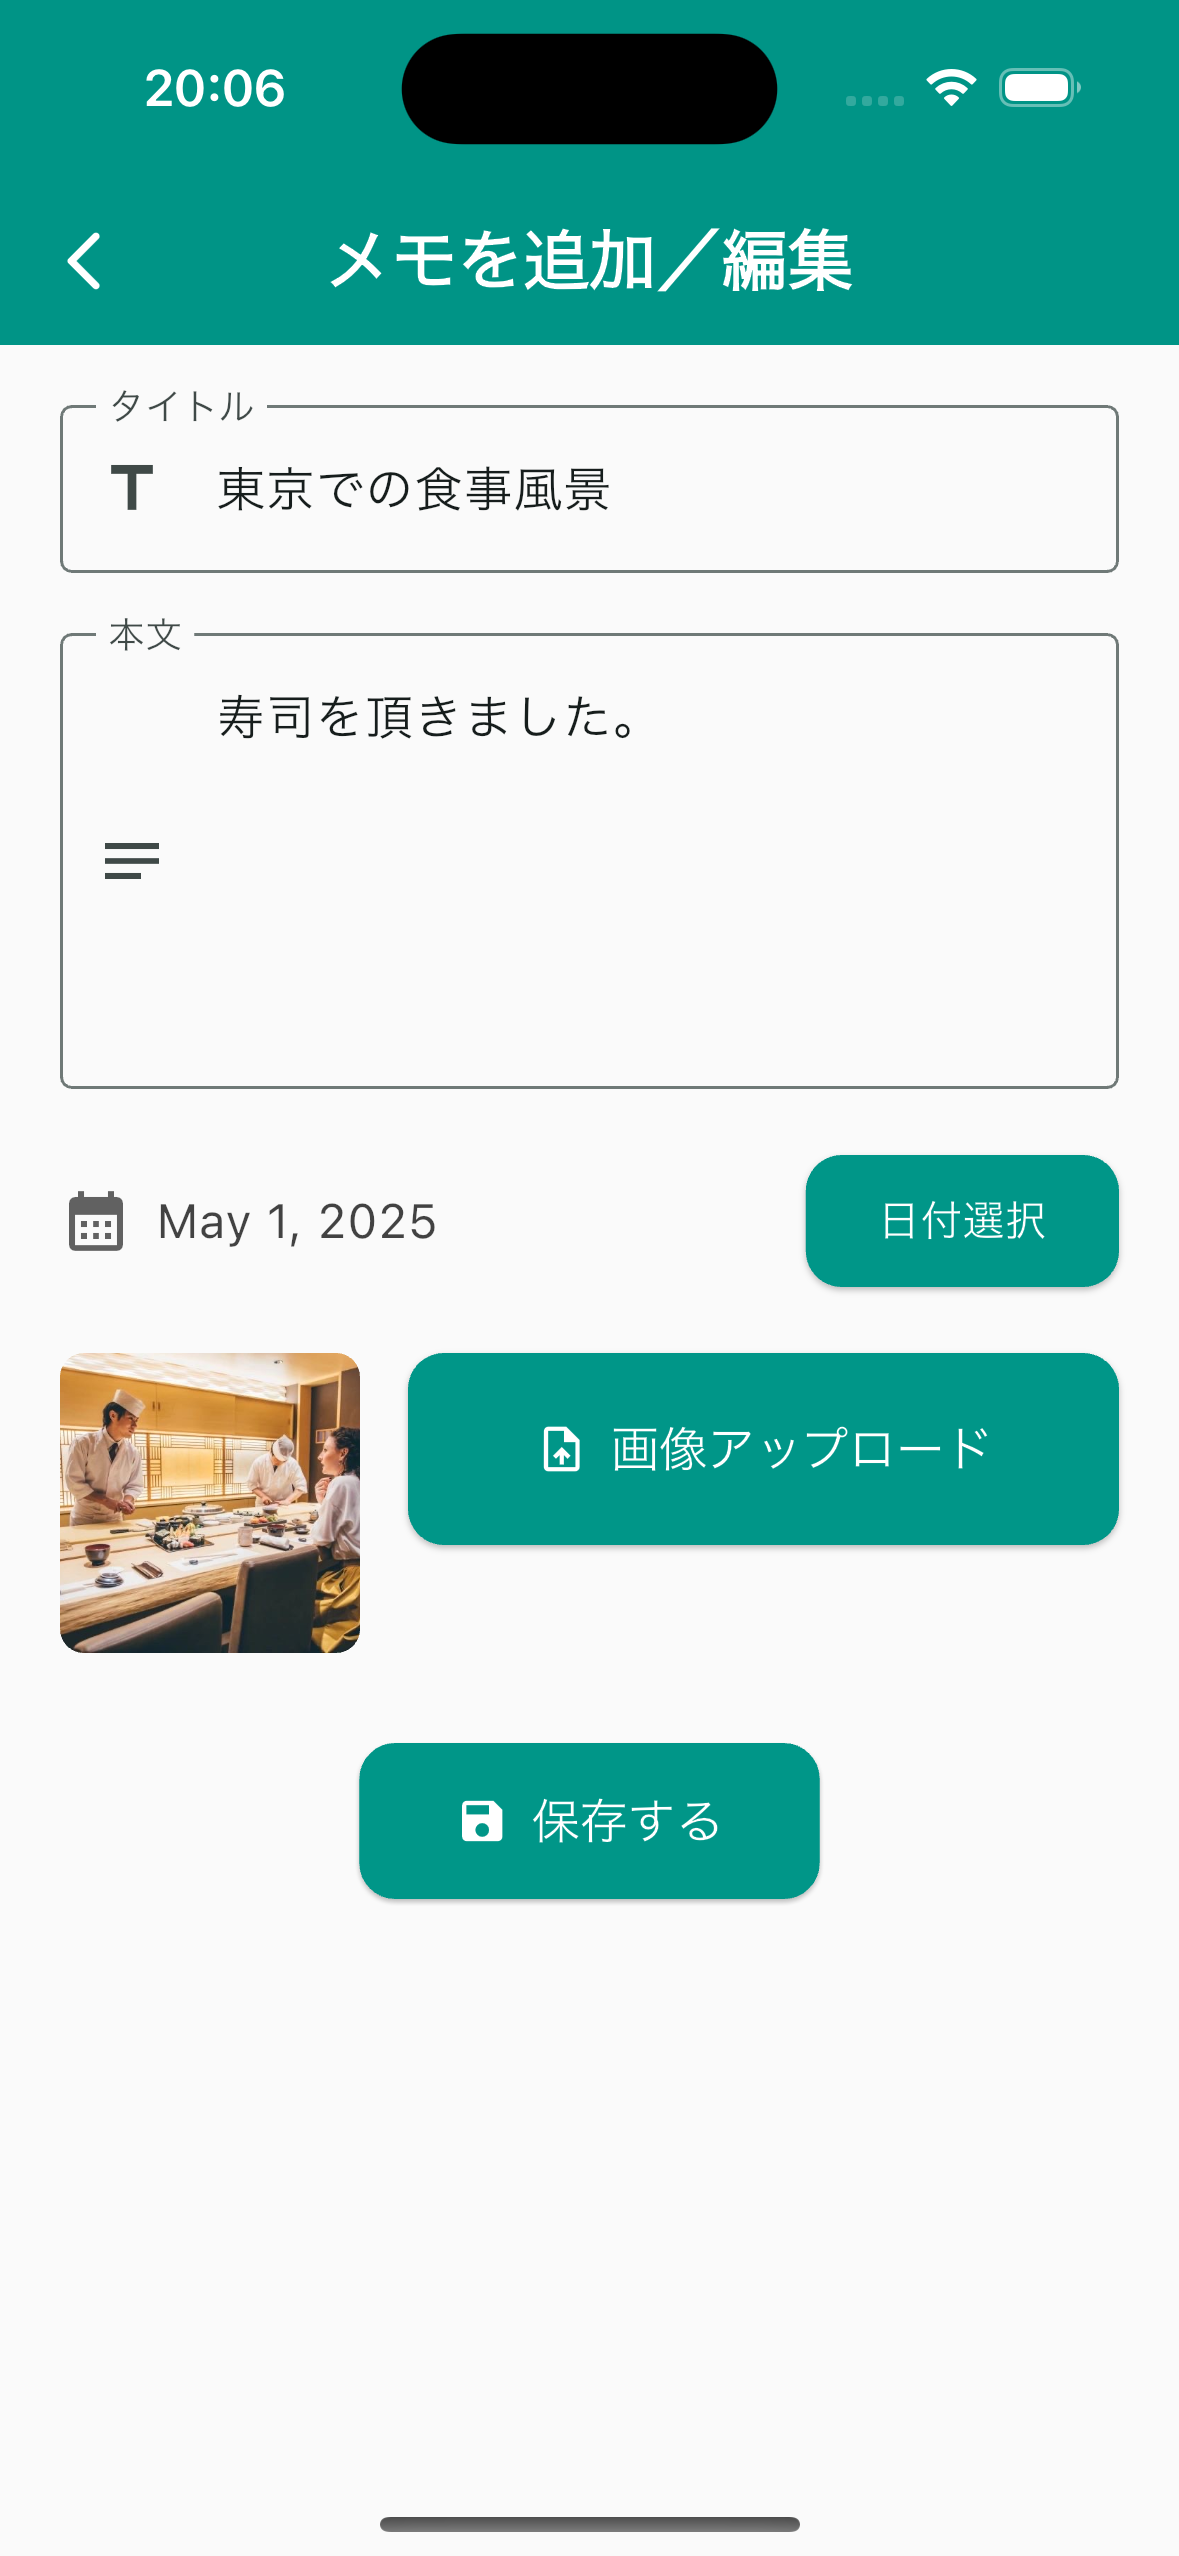 20:06
メモを追加／編集
タイトル
東京での食事風景
本文
寿司を頂きました。
May 1, 2025
日付選択
画像アップロード
保存する